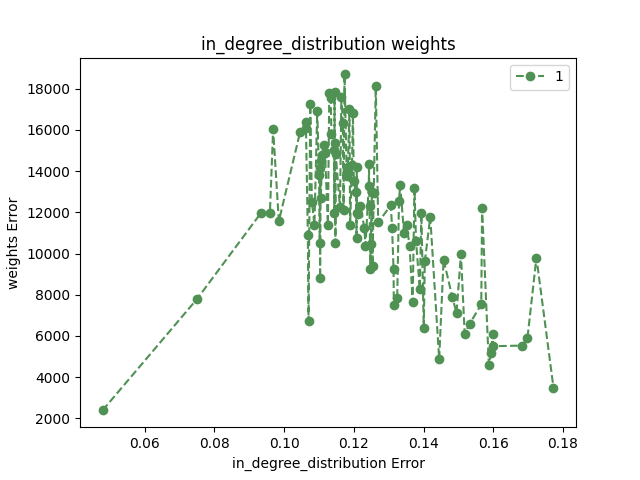 in_degree_distribution weights
1
18000
16000
14000
12000
10000
8000
6000
4000
2000
weights Error
0.06 0.08 0.10 0.12 0.14 0.16 0.18
in_degree_distribution Error